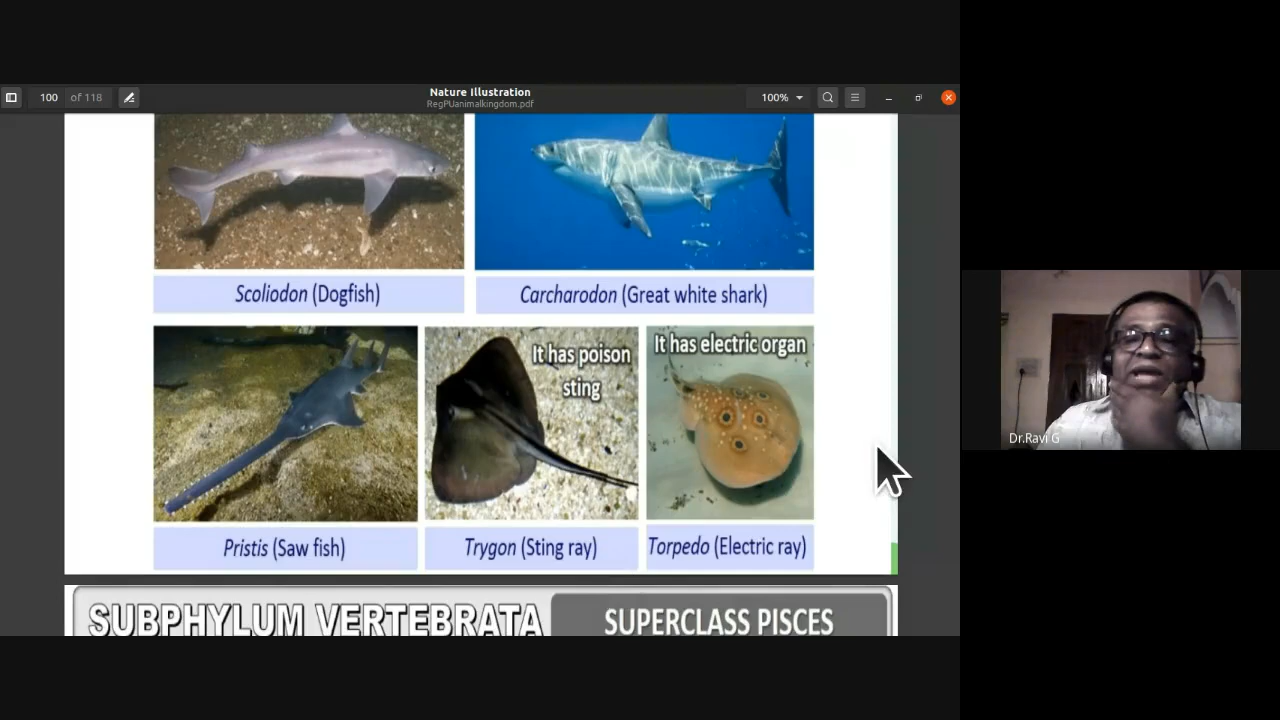 100 of 118
Nature Illustration
RegPUanimalkingdom.pdf
100%
Scoliodon (Dogfish)
Carcharodon (Great white shark)
It has poison
sting
It has electric organ
Pristis (Saw fish)
Trygon (Sting ray)
Torpedo (Electric ray)
SUBPHYLUM VERTEBRATA
SUPERCLASS PISCES
Dr.Ravi G